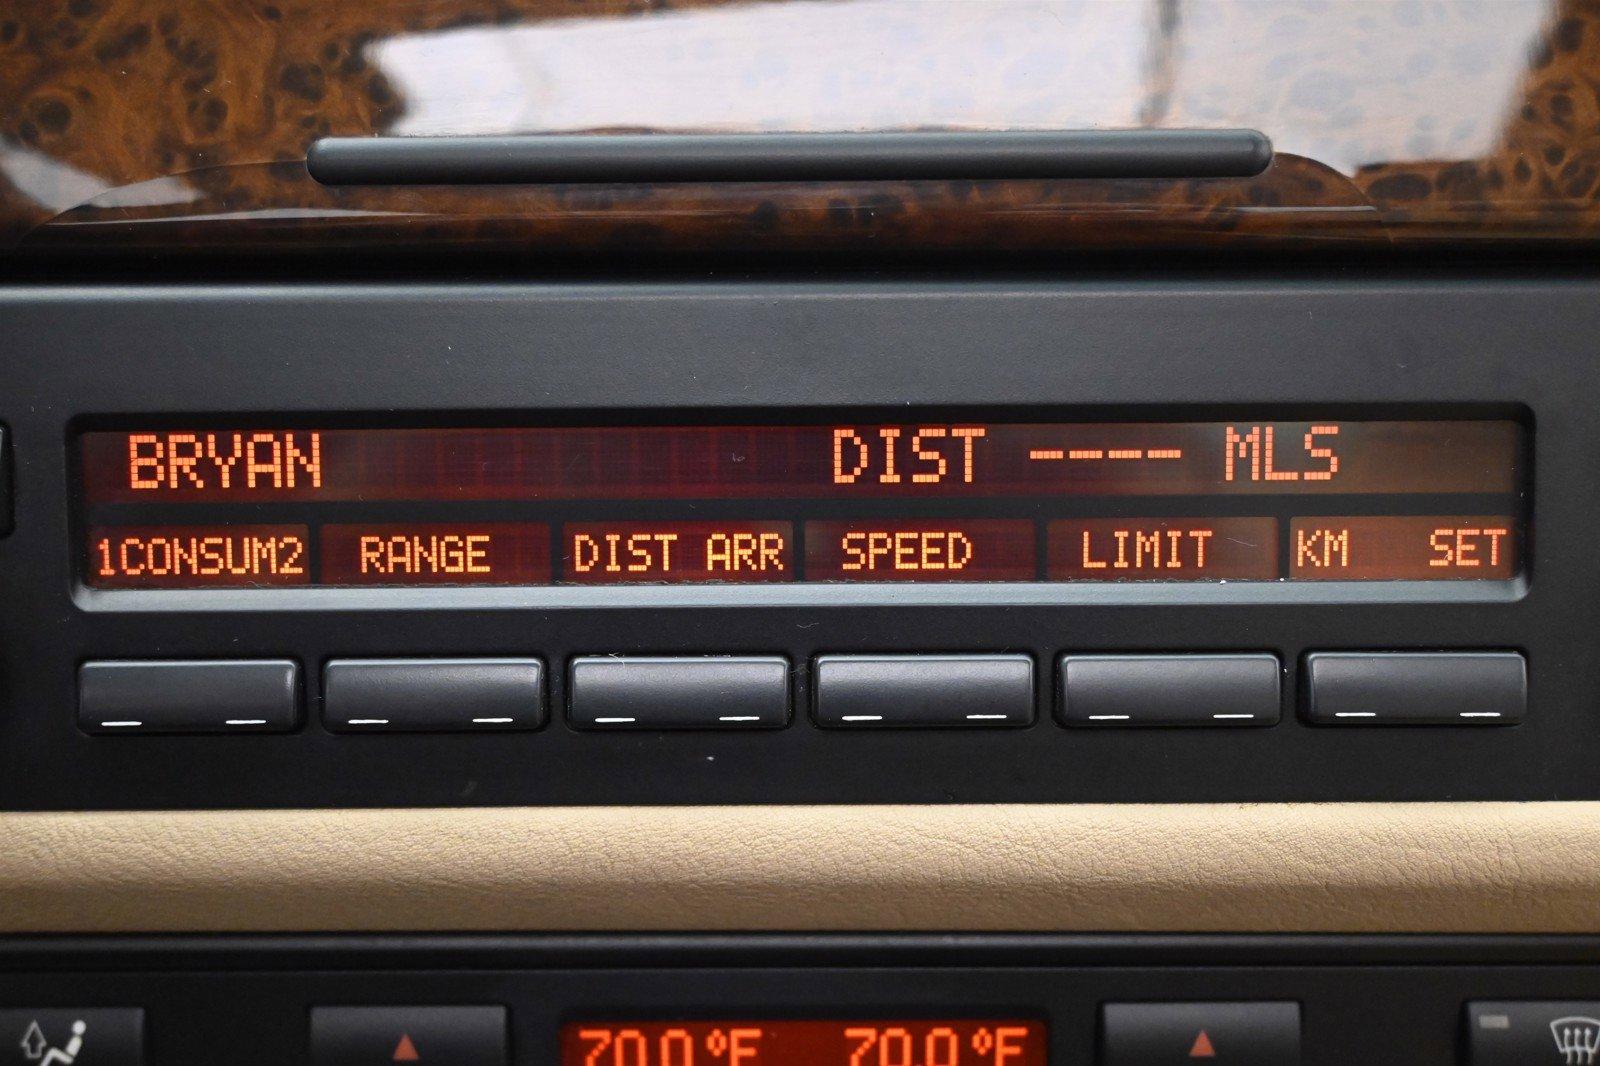 BRYAN DIST ---- MLS
1CONSUM2 RANGE DIST ARR SPEED LIMIT KM SET
70.0°F 70.0°F